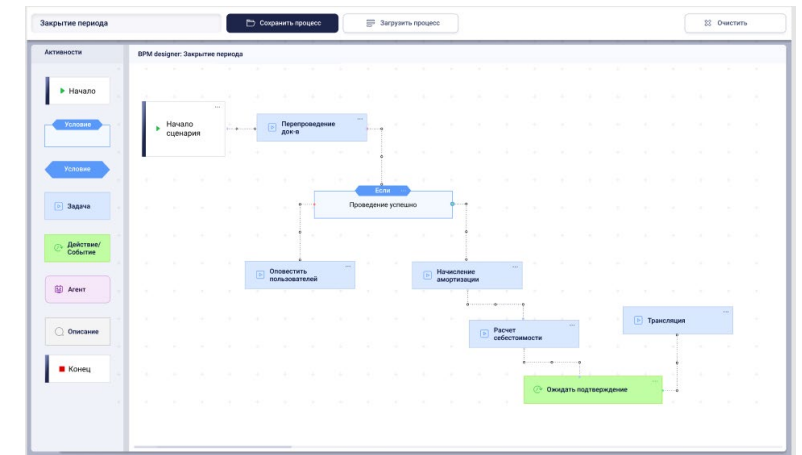 Закрытие периода
Сохранить процесс
Загрузить процесс
Очистить
Активности
BPM designer: Закрытие периода
Начало
Условие
Условие
Задача
Действие/
Событие
Агент
Описание
Конец
Начало
сценария
Перепроведение
док-в
Если
Проведение успешно
Оповестить
пользователей
Начисление
амортизации
Расчет
себестоимости
Трансляция
Ожидать подтверждение